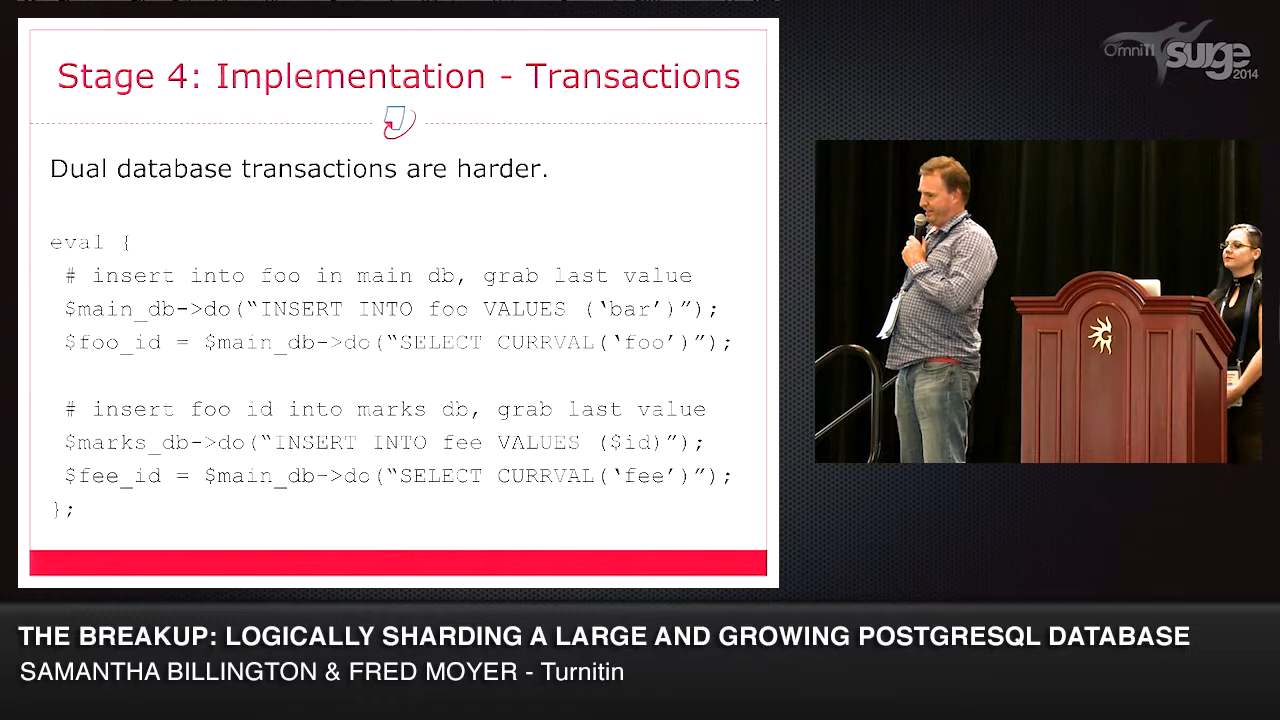 Stage 4: Implementation - Transactions
Dual database transactions are harder.
eval {
# insert into foo in main db, grab last value
$main_db->do(“INSERT INTO foo VALUES (‘bar’)”);
$foo_id = $main_db->do(“SELECT CURRVAL(‘foo’)”);
# insert foo id into marks db, grab last value
$marks_db->do(“INSERT INTO fee VALUES ($id)”);
$fee_id = $main_db->do(“SELECT CURRVAL(‘fee’)”);
};
OmniTI surge 2014
THE BREAKUP: LOGICALLY SHARDING A LARGE AND GROWING POSTGRESQL DATABASE
SAMANTHA BILLINGTON & FRED MOYER - Turnitin